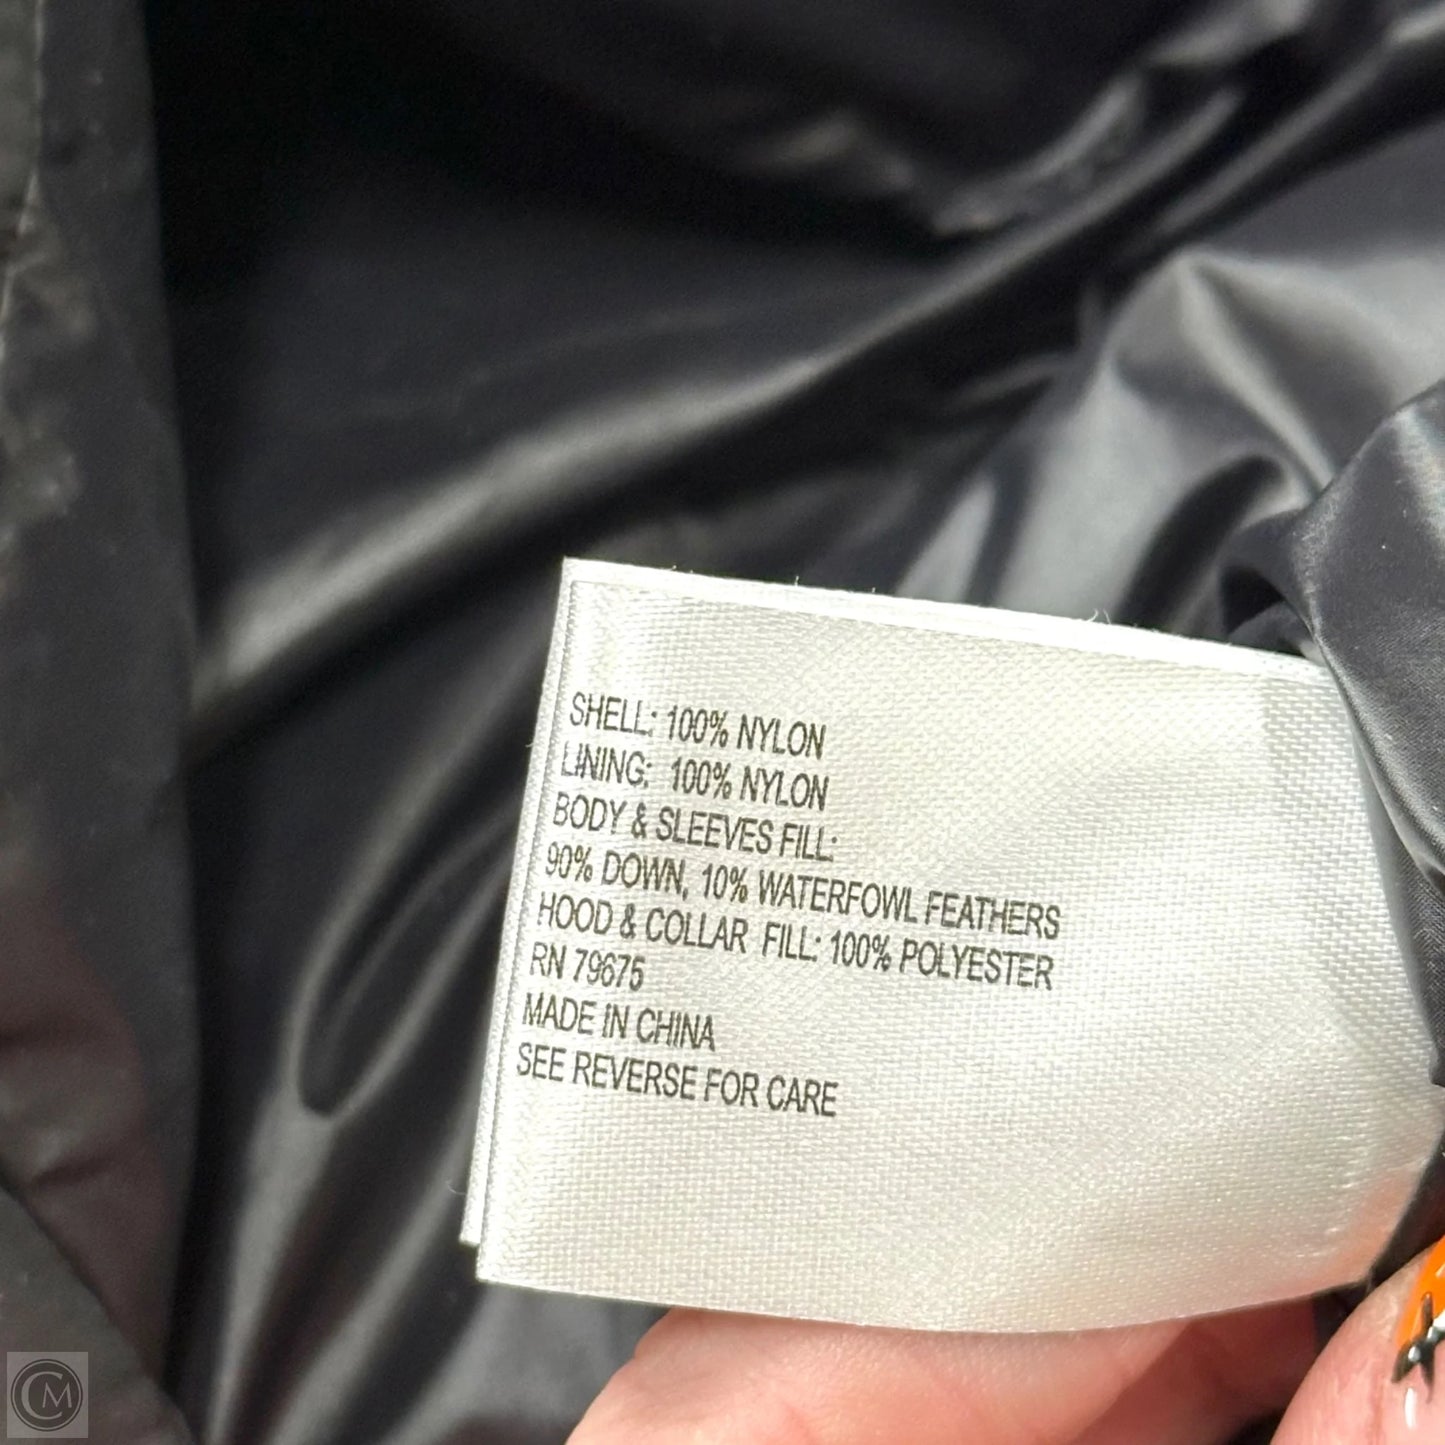 SHELL: 100% NYLON
LINING: 100% NYLON
BODY & SLEEVES FILL:
90% DOWN, 10% WATERFOWL FEATHERS
HOOD & COLLAR FILL: 100% POLYESTER
RN 79675
MADE IN CHINA
SEE REVERSE FOR CARE
CM